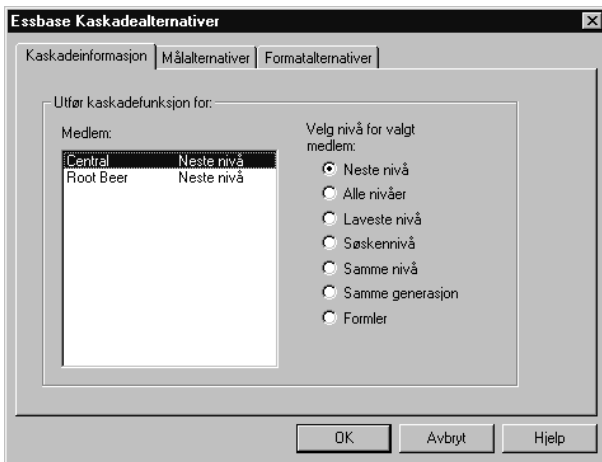 Essbase Kaskadealternativer
Kaskadeinformasjon Målalternativer Formatalternativer
Utfør kaskadefunksjon for:
Medlem:
Central Neste nivå
Root Beer Neste nivå
Velg nivå for valgt
medlem:
Neste nivå
Alle nivåer
Laveste nivå
Søskennivå
Samme nivå
Samme generasjon
Formler
OK Avbryt Hjelp